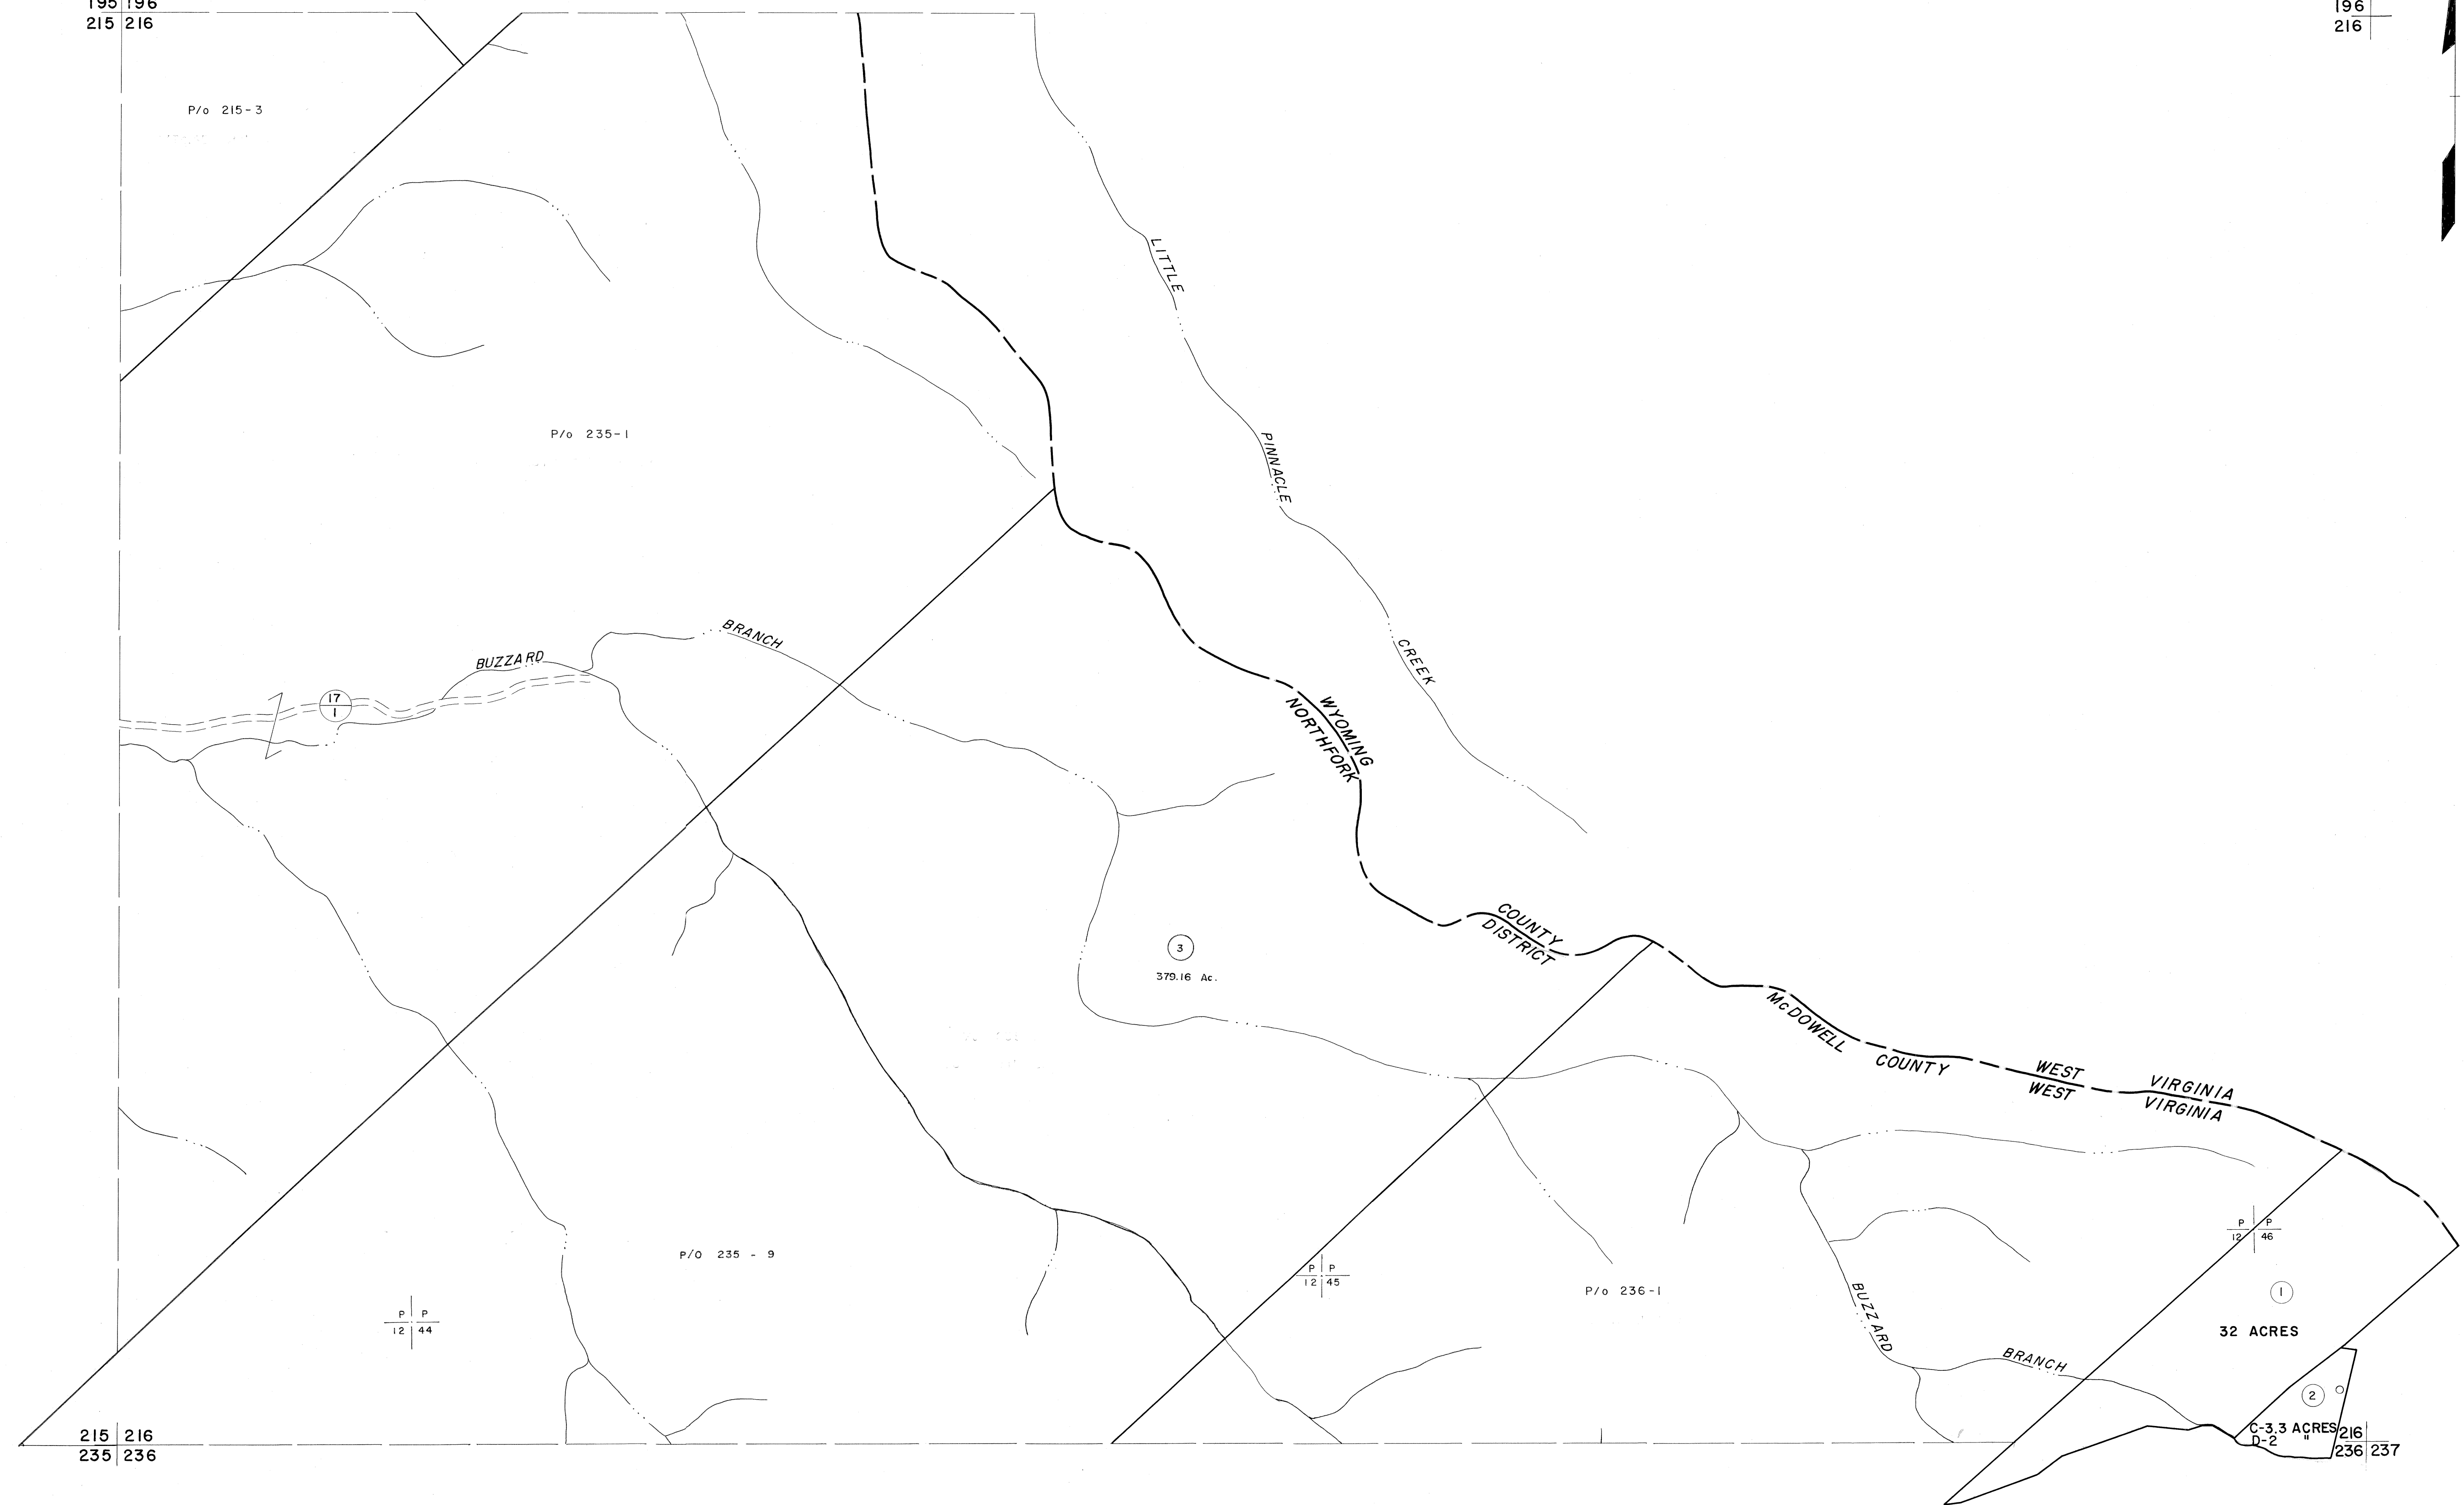 195 196
215 216
196
216
P/o 215-3
LITTLE
PINNACLE
CREEK
P/o 235-1
BUZZARD
BRANCH
17
1
WYOMING
NORTHFORK
COUNTY
DISTRICT
3
379.16 Ac.
McDOWELL
COUNTY
WEST
VIRGINIA
WEST
VIRGINIA
P/O 235 - 9
P P
12 44
P P
12 45
P/o 236-1
P P
12 46
BUZZARD
BRANCH
1
32 ACRES
2
C-3.3 ACRES
D-2 "
215 216
235 236
216
236 237